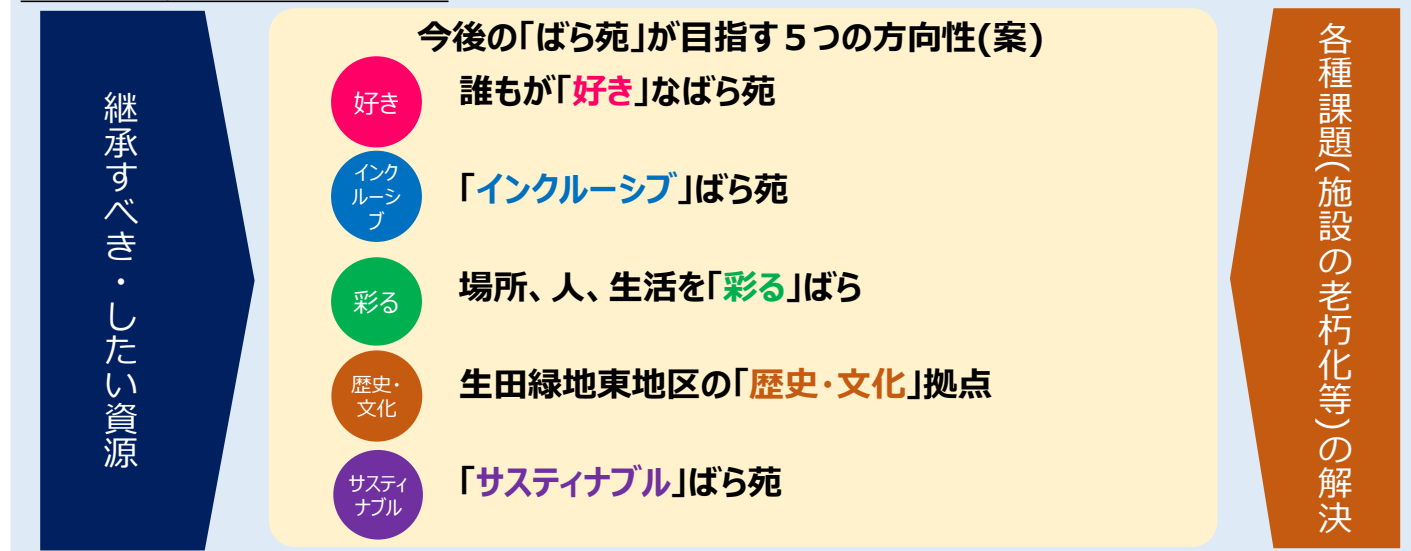 継承すべき・したい資源
今後の「ばら苑」が目指す５つの方向性(案)
好き
誰もが「好き」なばら苑
インク
ルーシ
ブ
「インクルーシブ」ばら苑
彩る
場所、人、生活を「彩る」ばら
歴史・
文化
生田緑地東地区の「歴史・文化」拠点
サスティ
ナブル
「サスティナブル」ばら苑
各種課題(施設の老朽化等)の解決